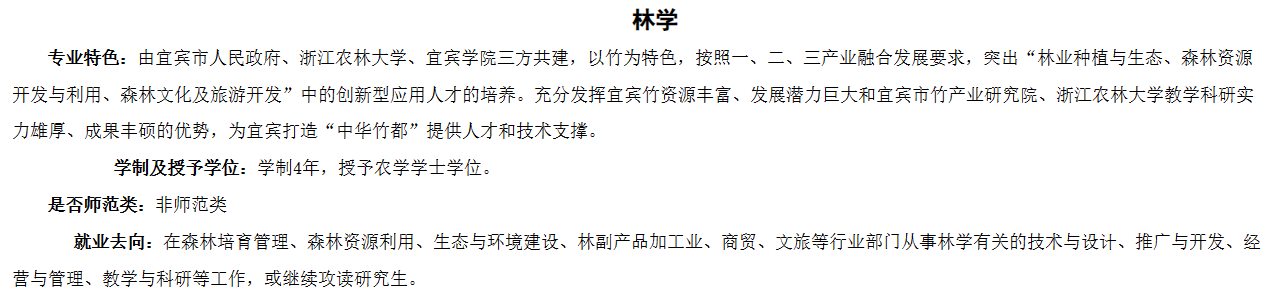 林学
专业特色：由宜宾市人民政府、浙江农林大学、宜宾学院三方共建，以竹为特色，按照一、二、三产业融合发展要求，突出“林业种植与生态、森林资源
开发与利用、森林文化及旅游开发”中的创新型应用人才的培养。充分发挥宜宾竹资源丰富、发展潜力巨大和宜宾市竹产业研究院、浙江农林大学教学科研实
力雄厚、成果丰硕的优势，为宜宾打造“中华竹都”提供人才和技术支撑。
学制及授予学位：学制4年，授予农学学士学位。
是否师范类：非师范类
就业去向：在森林培育管理、森林资源利用、生态与环境建设、林副产品加工业、商贸、文旅等行业部门从事林学有关的技术与设计、推广与开发、经
营与管理、教学与科研等工作，或继续攻读研究生。